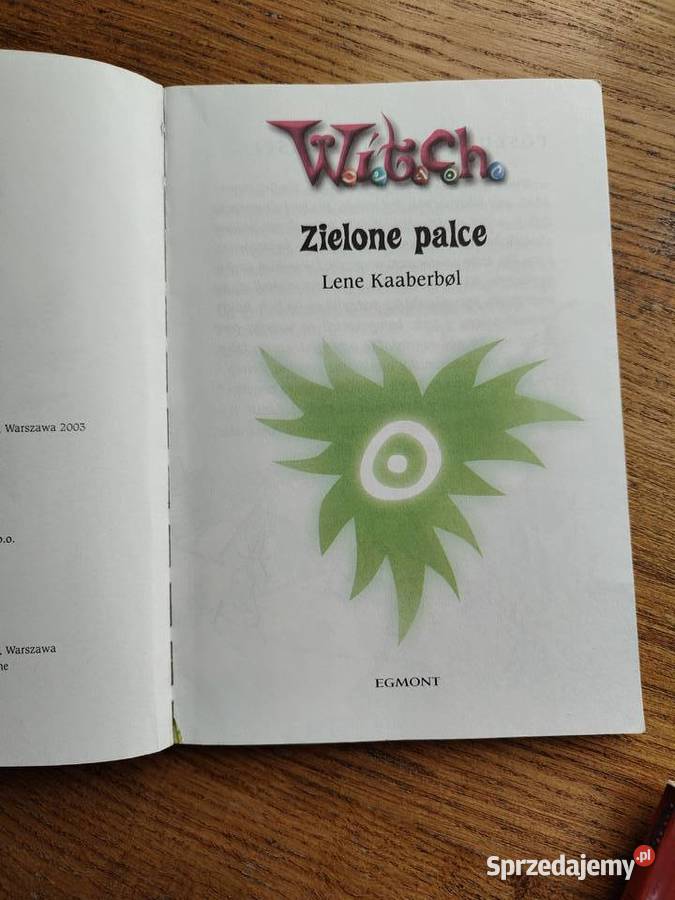 , Warszawa 2003
o.o.
, Warszawa
ne
W.i.t.c.h.
Zielone palce
Lene Kaaberbøl
EGMONT
Sprzedajemy.pl